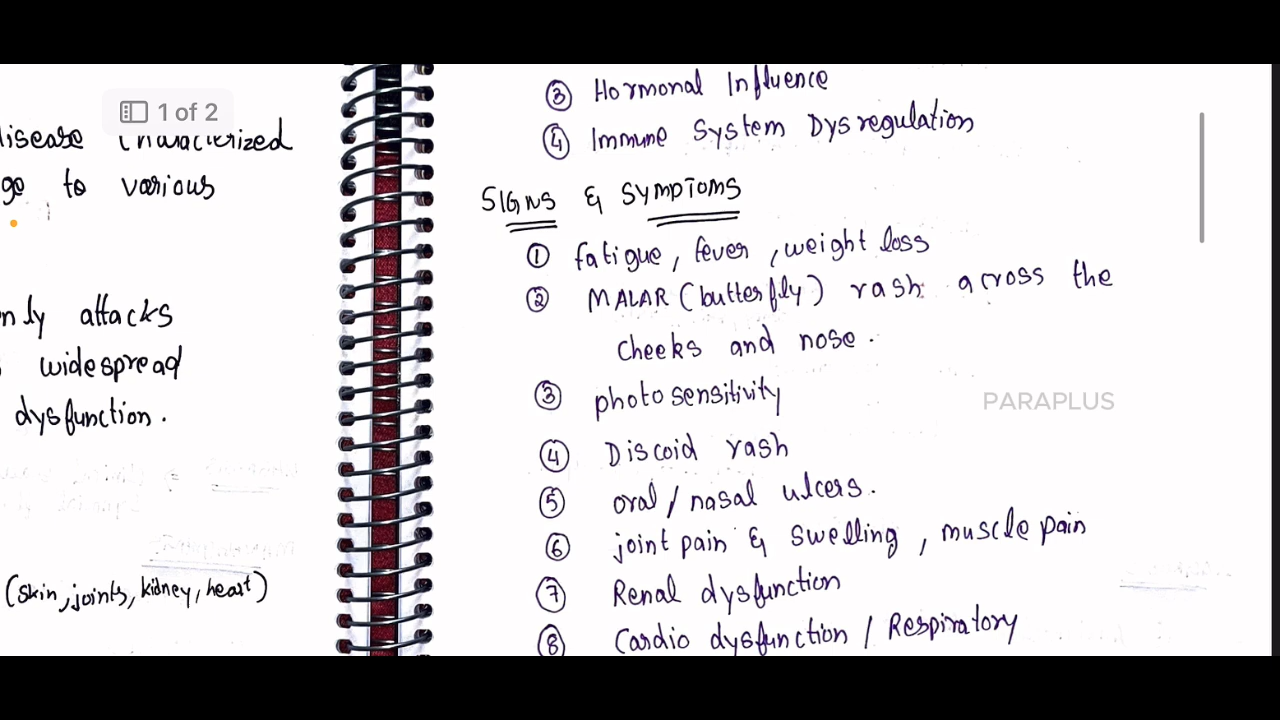 1 of 2
disease characterized
ge to various
nly attacks
widespread
dysfunction.
(skin, joints, kidney, heart)
③ Hormonal Influence
④ Immune System Dysregulation
SIGNS & SYMPTOMS
① fatigue, fever, weight loss
② MALAR (butterfly) rash across the
cheeks and nose.
③ photosensitivity
④ Discoid rash
⑤ oral / nasal ulcers.
⑥ joint pain & swelling, muscle pain
⑦ Renal dysfunction
⑧ Cardio dysfunction / Respiratory
PARAPLUS